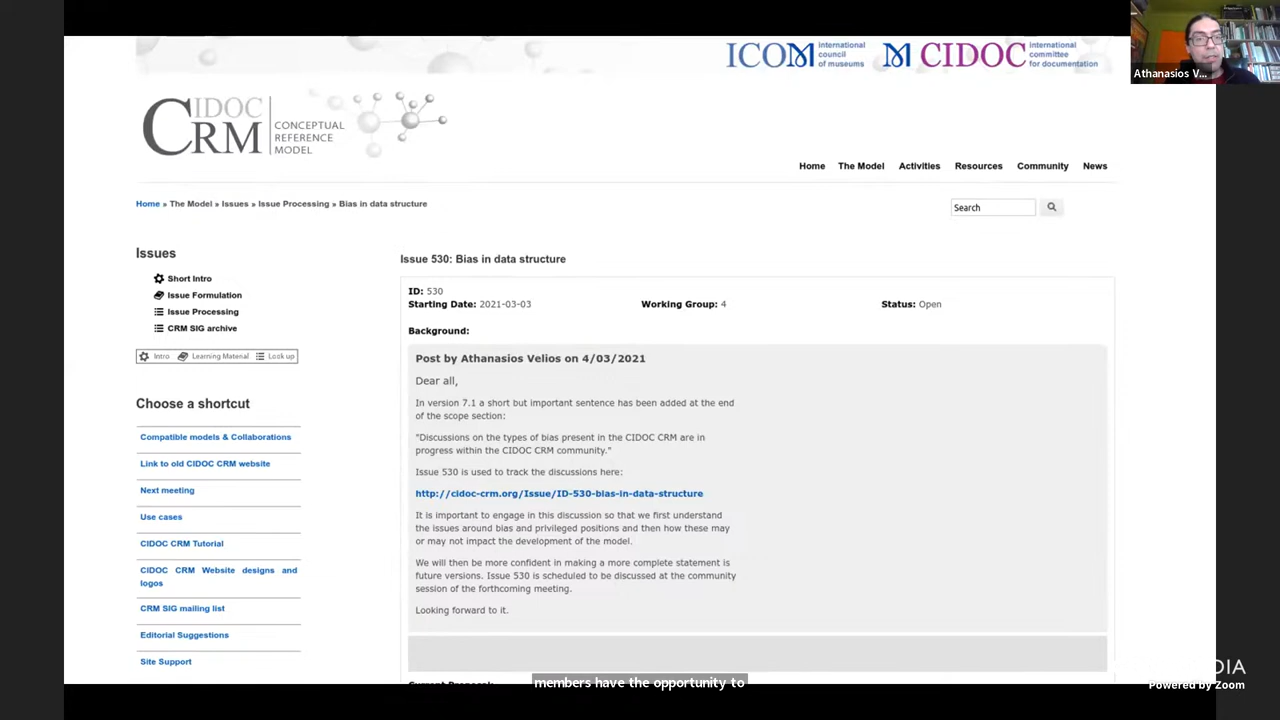 ICOM international council of museums
CIDOC international committee for documentation
CIDOC CRM CONCEPTUAL REFERENCE MODEL
Athanasios V...
Home The Model Activities Resources Community News
Home » The Model » Issues » Issue Processing » Bias in data structure
Search
Issues
Short Intro
Issue Formulation
Issue Processing
CRM SIG archive
Intro Learning Material Look up
Choose a shortcut
Compatible models & Collaborations
Link to old CIDOC CRM website
Next meeting
Use cases
CIDOC CRM Tutorial
CIDOC CRM Website designs and
logos
CRM SIG mailing list
Editorial Suggestions
Site Support
Issue 530: Bias in data structure
ID: 530
Starting Date: 2021-03-03 Working Group: 4 Status: Open
Background:
Post by Athanasios Velios on 4/03/2021
Dear all,
In version 7.1 a short but important sentence has been added at the end
of the scope section:
"Discussions on the types of bias present in the CIDOC CRM are in
progress within the CIDOC CRM community."
Issue 530 is used to track the discussions here:
http://cidoc-crm.org/Issue/ID-530-bias-in-data-structure
It is important to engage in this discussion so that we first understand
the issues around bias and privileged positions and then how these may
or may not impact the development of the model.
We will then be more confident in making a more complete statement is
future versions. Issue 530 is scheduled to be discussed at the community
session of the forthcoming meeting.
Looking forward to it.
members have the opportunity to
Powered by Zoom